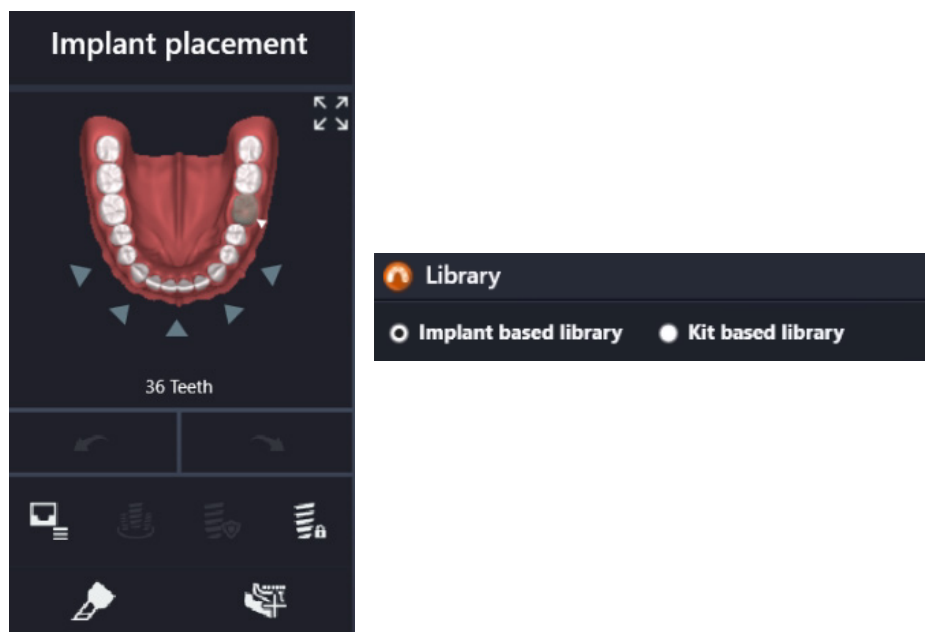 Implant placement
36 Teeth
Library
Implant based library Kit based library